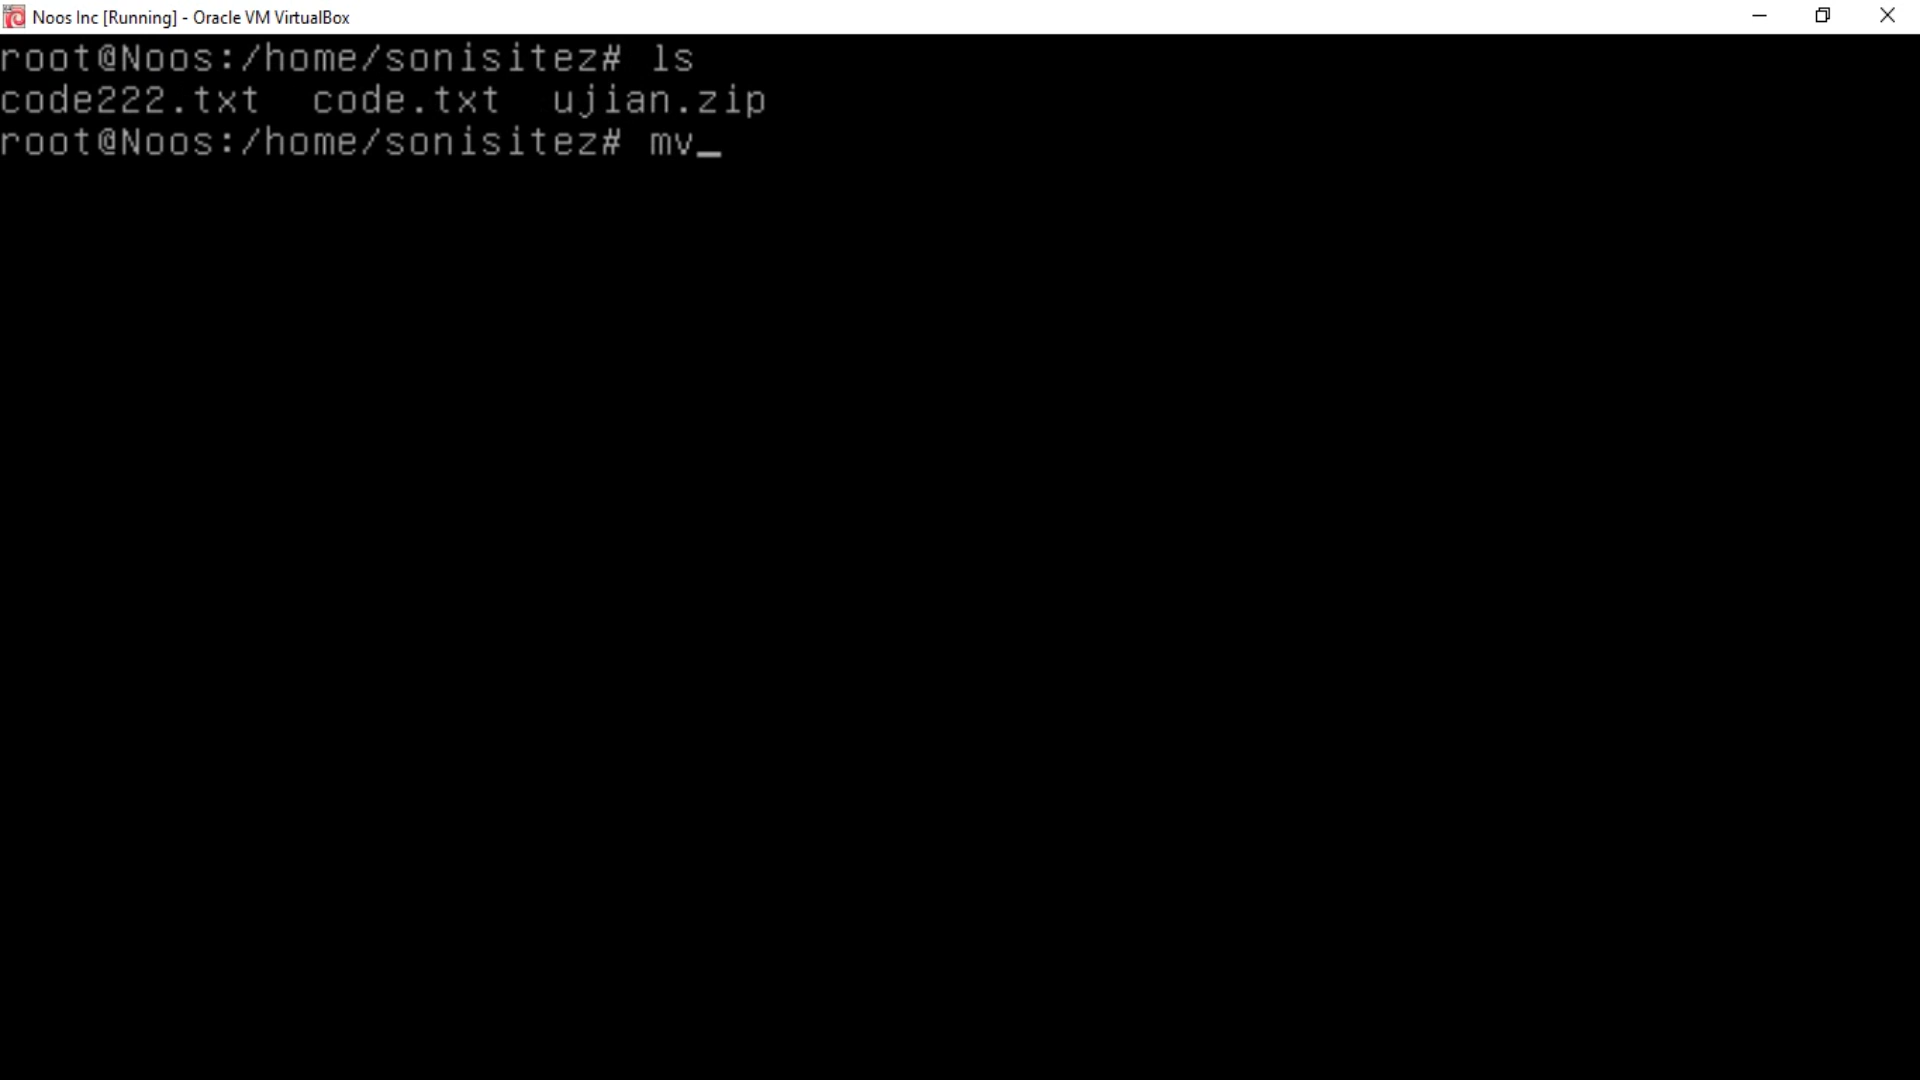 Noos Inc [Running] - Oracle VM VirtualBox
root@Noos:/home/sonisitez# ls
code222.txt  code.txt  ujian.zip
root@Noos:/home/sonisitez# mv_